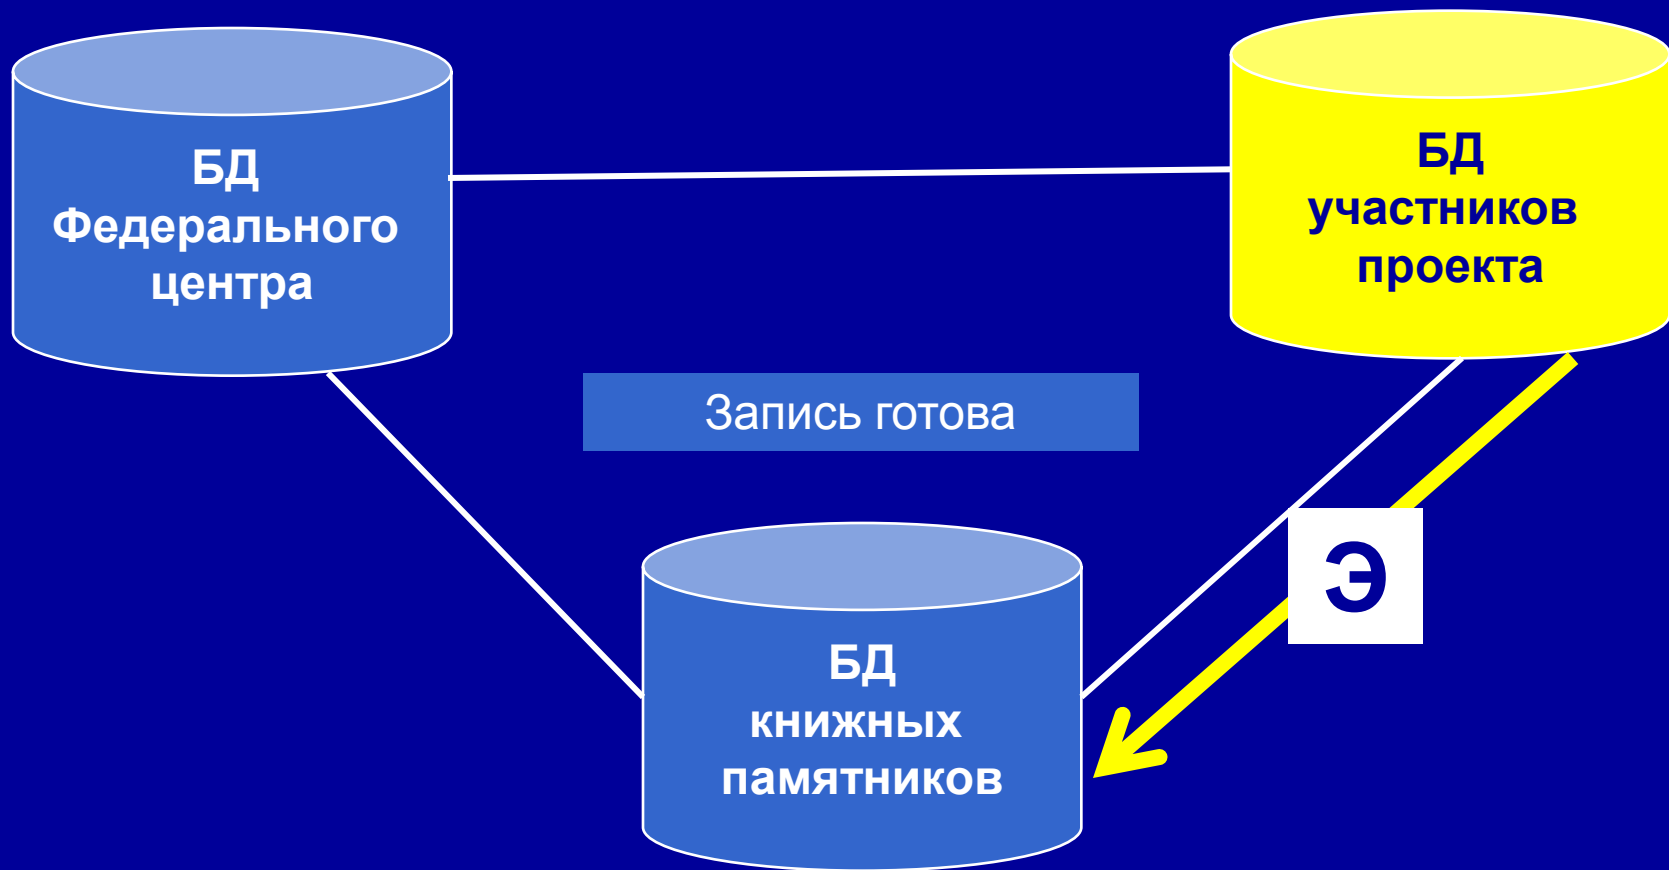 БД
Федерального
центра
БД
участников
проекта
Запись готова
Э
БД
книжных
памятников